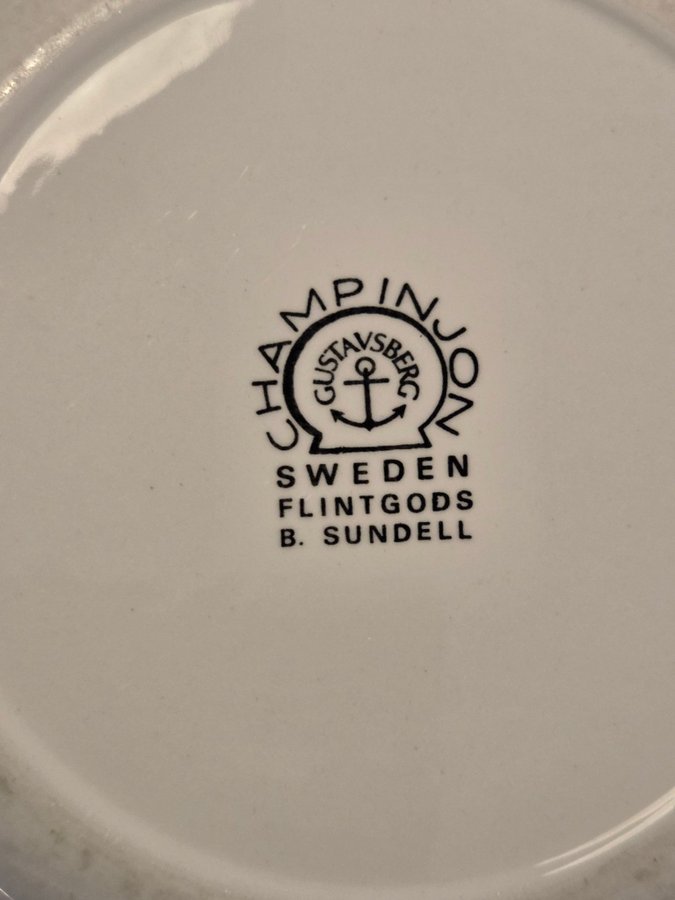 CHAMPINJON
GUSTAVSBERG
SWEDEN
FLINTGODS
B. SUNDELL